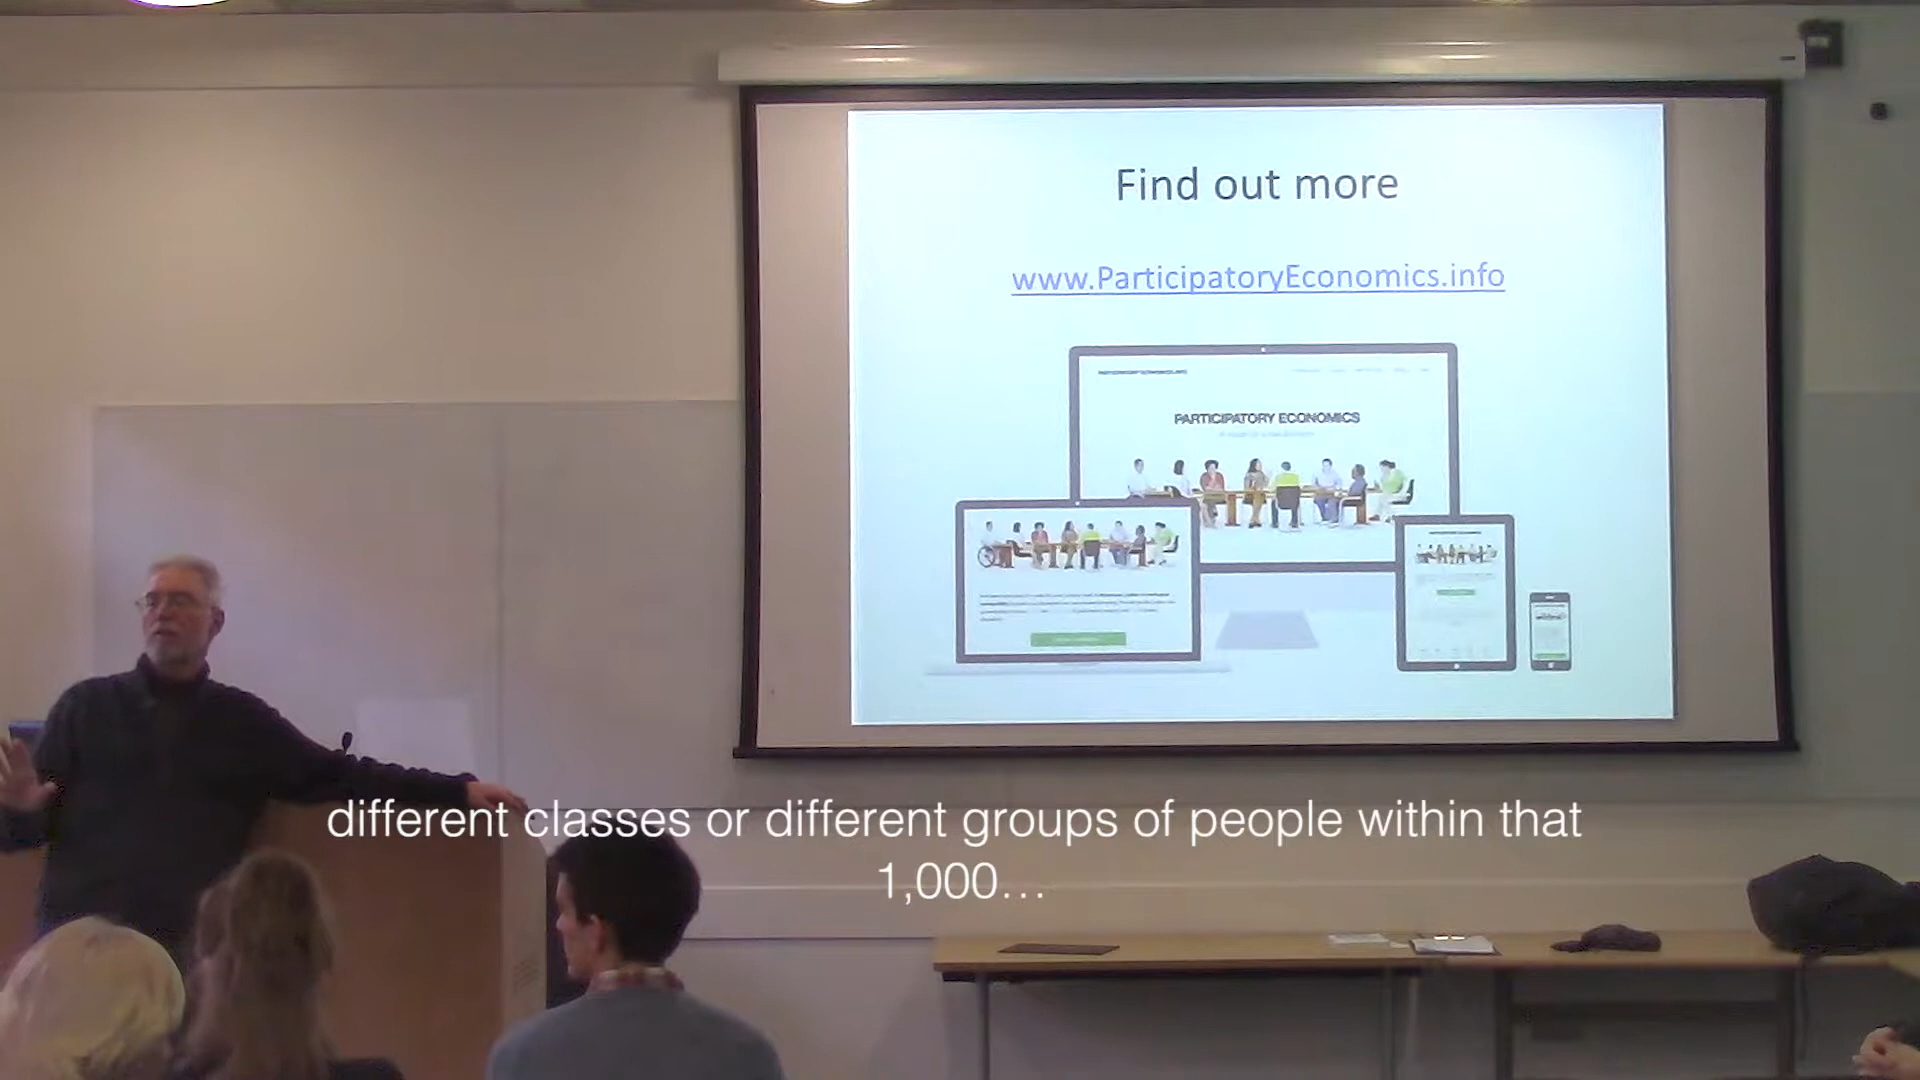 Find out more
www.ParticipatoryEconomics.info
PARTICIPATORY ECONOMICS
different classes or different groups of people within that
1,000…